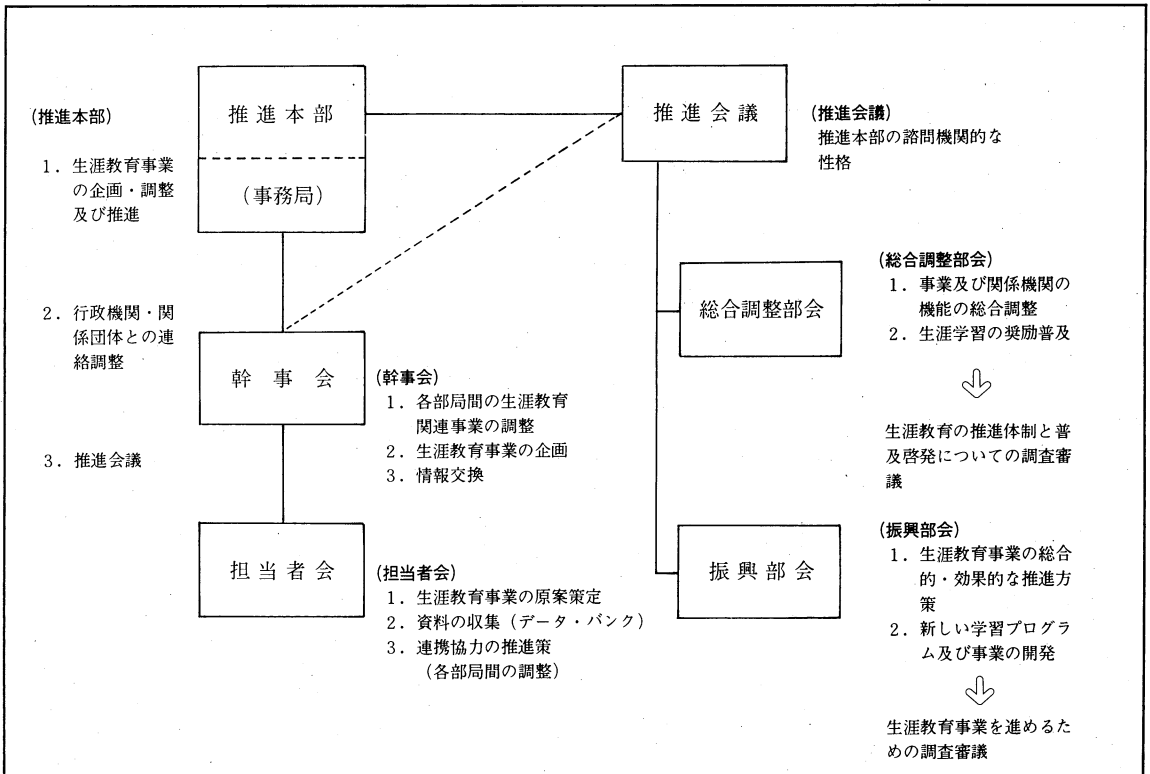 (推進本部)
1. 生涯教育事業
の企画・調整
及び推進
2. 行政機関・関
係団体との連
絡調整
3. 推進会議
推進本部
(事務局)
幹事会
(幹事会)
1. 各部局間の生涯教育
関連事業の調整
2. 生涯教育事業の企画
3. 情報交換
担当者会
(担当者会)
1. 生涯教育事業の原案策定
2. 資料の収集(データ・バンク)
3. 連携協力の推進策
(各部局間の調整)
推進会議
(推進会議)
推進本部の諮問機関的な
性格
総合調整部会
(総合調整部会)
1. 事業及び関係機関の
機能の総合調整
2. 生涯学習の奨励普及
生涯教育の推進体制と普
及啓発についての調査審
議
振興部会
(振興部会)
1. 生涯教育事業の総合
的・効果的な推進方
策
2. 新しい学習プログラ
ム及び事業の開発
生涯教育事業を進めるた
めの調査審議